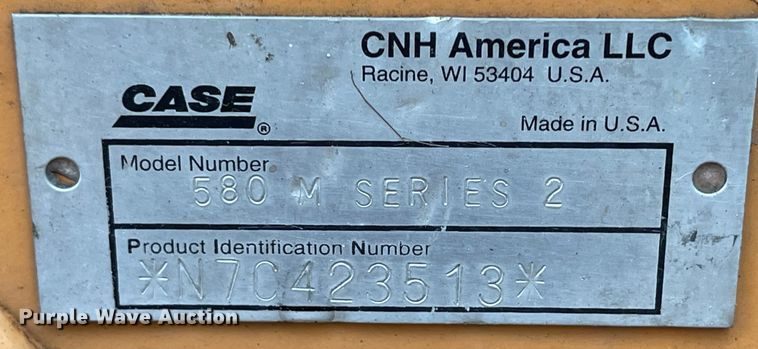 CNH America LLC
Racine, WI 53404 U.S.A.
CASE
®
Made in U.S.A.
Model Number
580 M SERIES 2
Product Identification Number
*N7C423513*
Purple Wave Auction